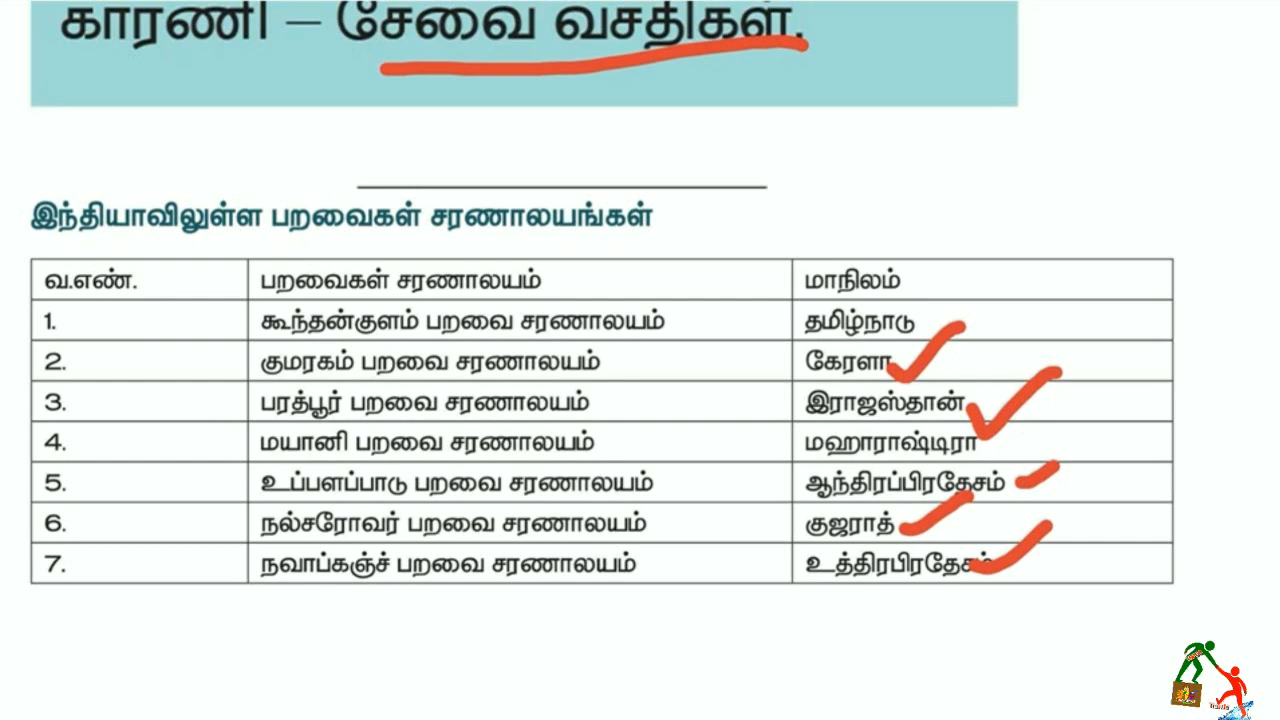 காரணி – சேவை வசதிகள்.
இந்தியாவிலுள்ள பறவைகள் சரணாலயங்கள்
வ.எண். பறவைகள் சரணாலயம் மாநிலம்
1. கூந்தன்குளம் பறவை சரணாலயம் தமிழ்நாடு
2. குமரகம் பறவை சரணாலயம் கேரளா
3. பரத்பூர் பறவை சரணாலயம் இராஜஸ்தான்
4. மயானி பறவை சரணாலயம் மஹாராஷ்டிரா
5. உப்பளப்பாடு பறவை சரணாலயம் ஆந்திரப்பிரதேசம்
6. நல்சரோவர் பறவை சரணாலயம் குஜராத்
7. நவாப்கஞ்ச் பறவை சரணாலயம் உத்திரபிரதேசம்